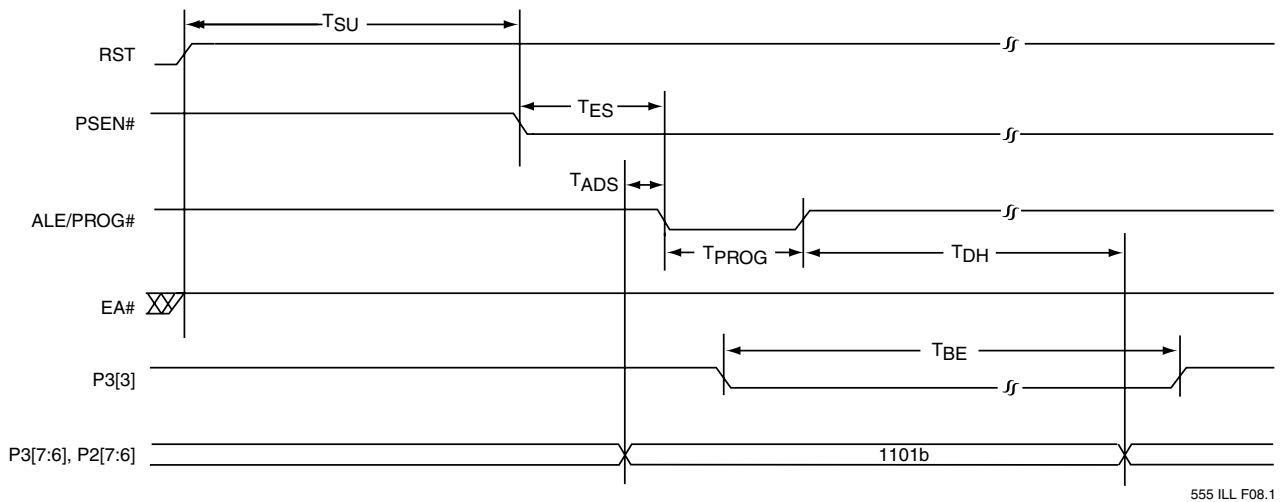 TSU
RST
TES
PSEN#
TADS
ALE/PROG#
TPROG
TDH
EA#
TBE
P3[3]
P3[7:6], P2[7:6]
1101b
555 ILL F08.1